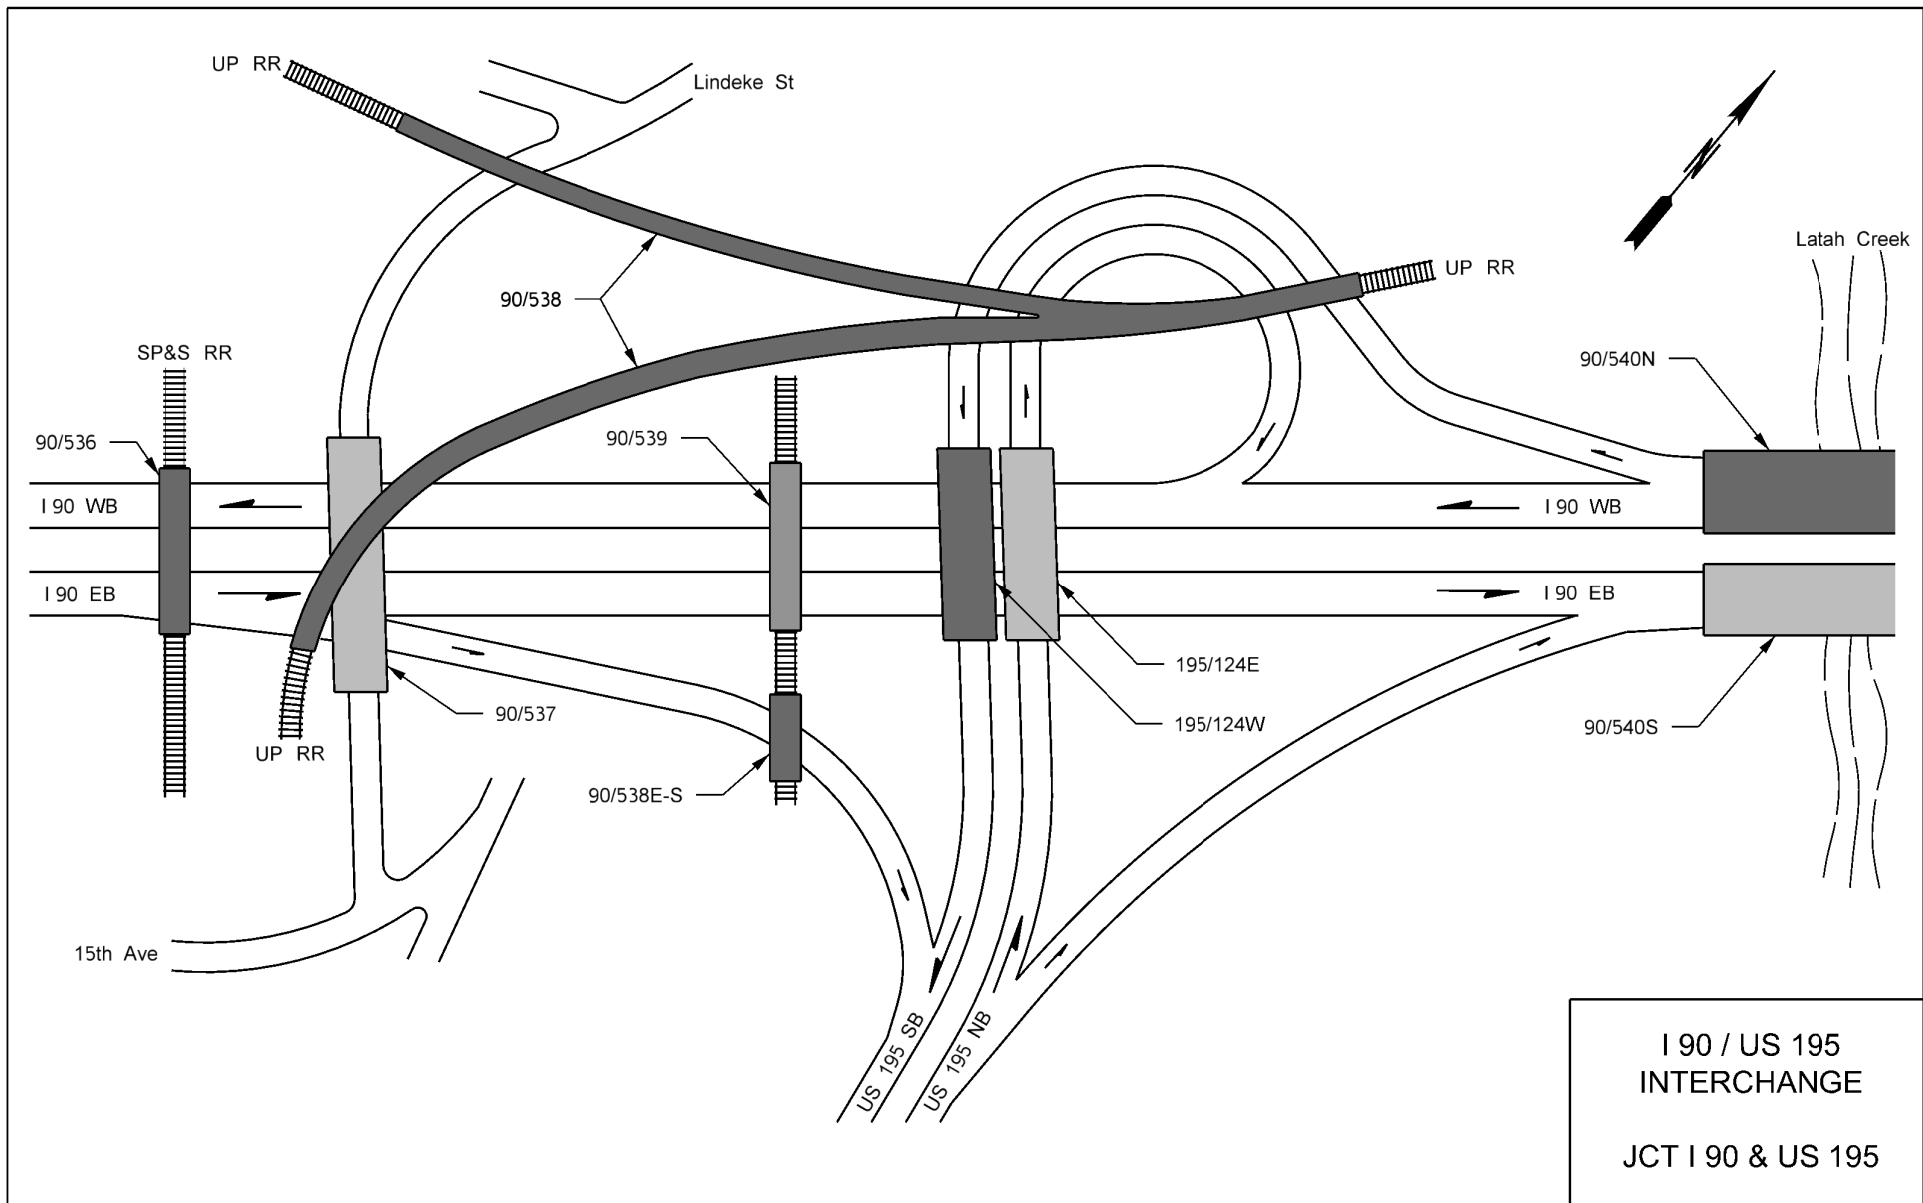 UP RR
Lindeke St
Latah Creek
UP RR
90/538
SP&S RR
90/540N
90/536
90/539
I 90 WB
I 90 WB
I 90 EB
I 90 EB
195/124E
90/537
195/124W
90/540S
UP RR
90/538E-S
15th Ave
US 195 SB
US 195 NB
I 90 / US 195
INTERCHANGE
JCT I 90 & US 195